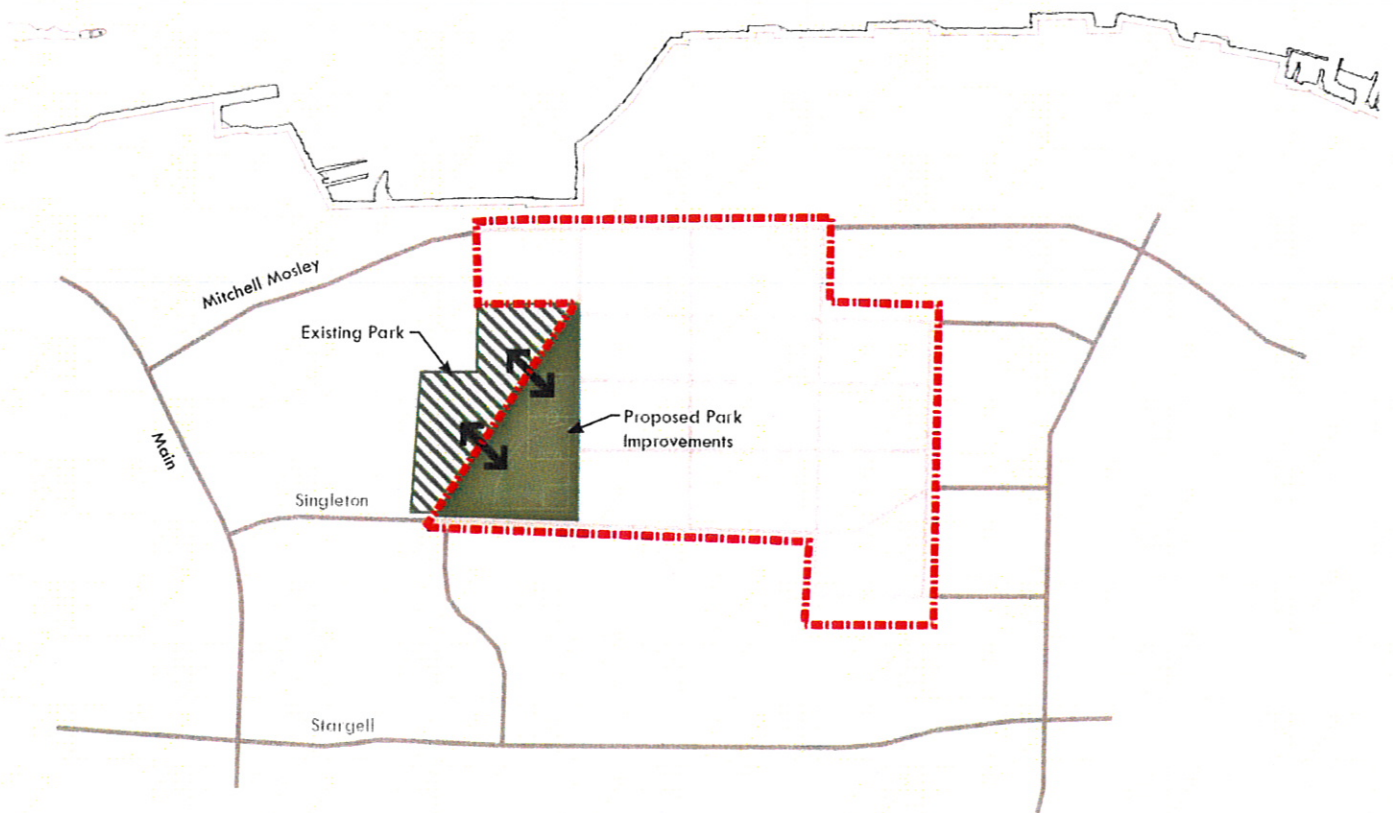 Mitchell Mosley
Existing Park
Main
Proposed Park
Improvements
Singleton
Stargell